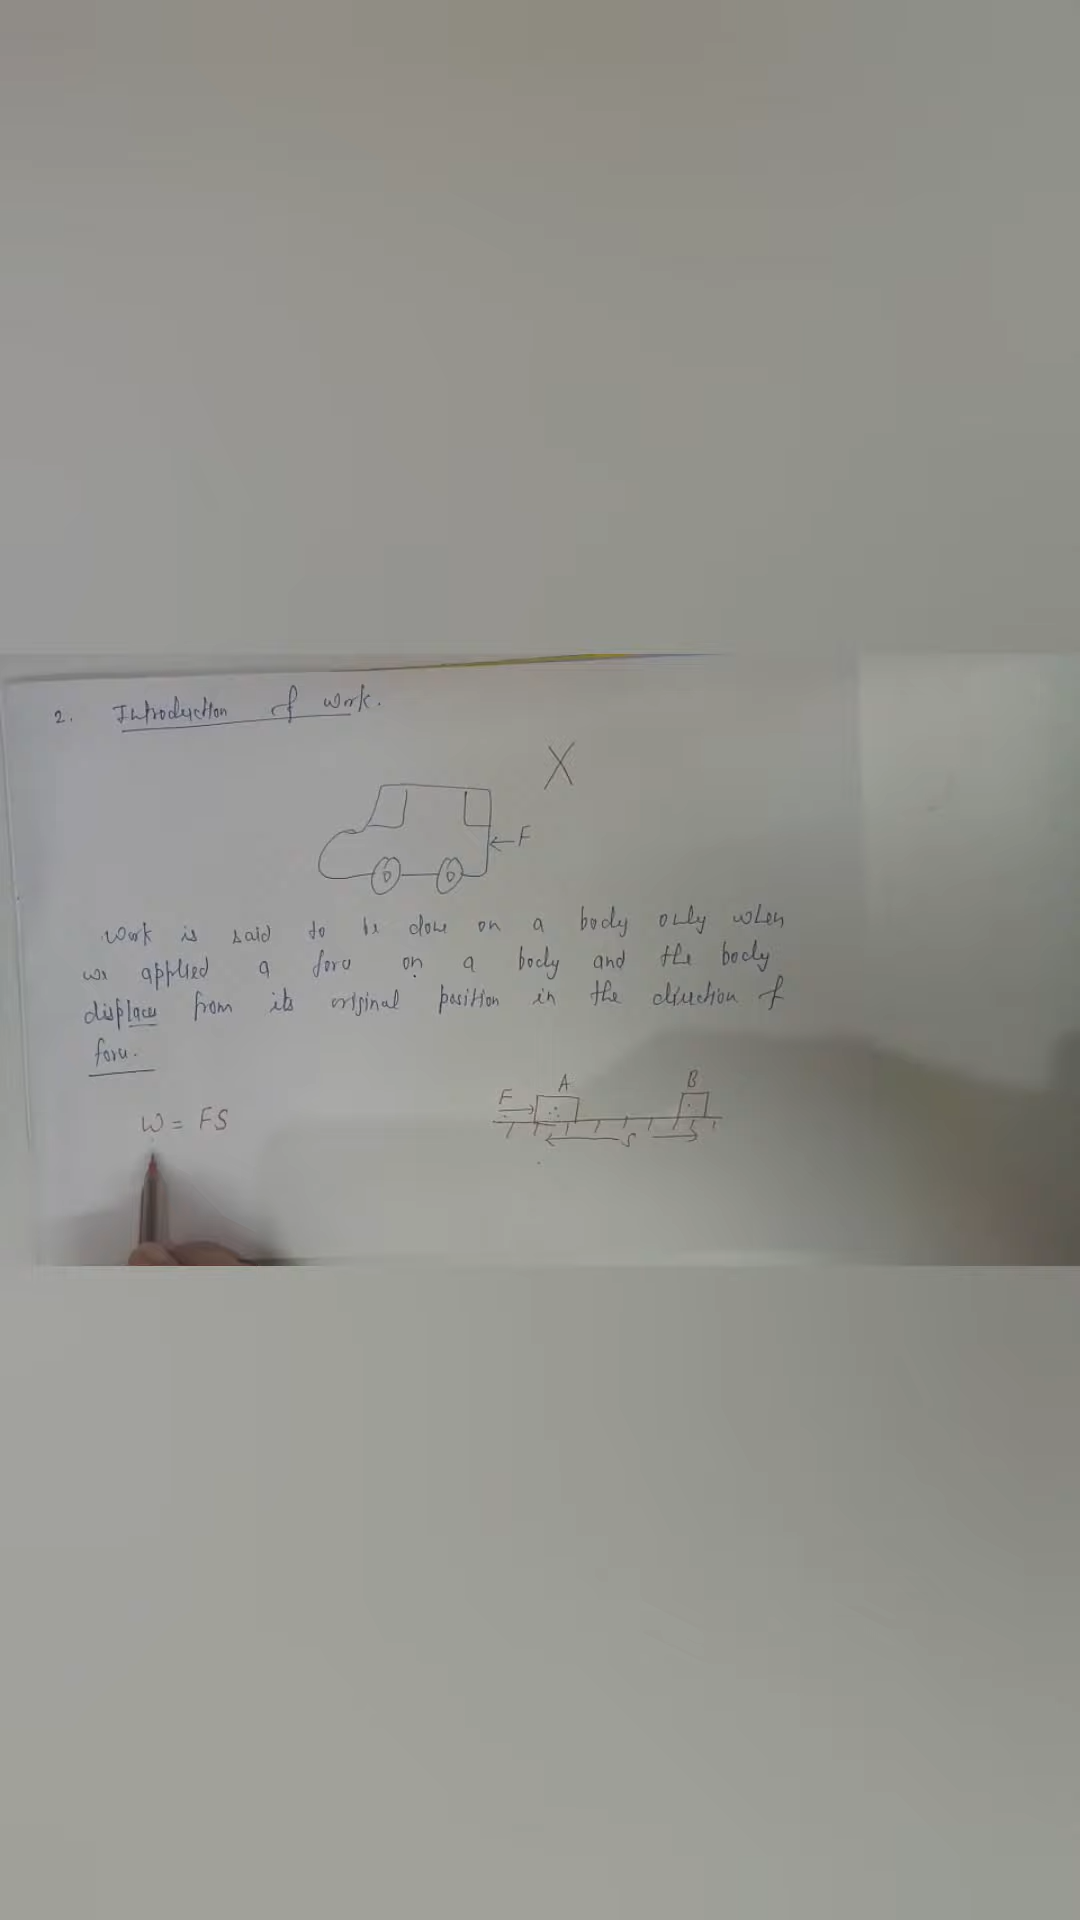 2. Introduction of work.
X
F
Work is said to be done on a body only when
we applied a force on a body and the body
displaces from its original position in the direction of
force.
A B
F
W = FS
S